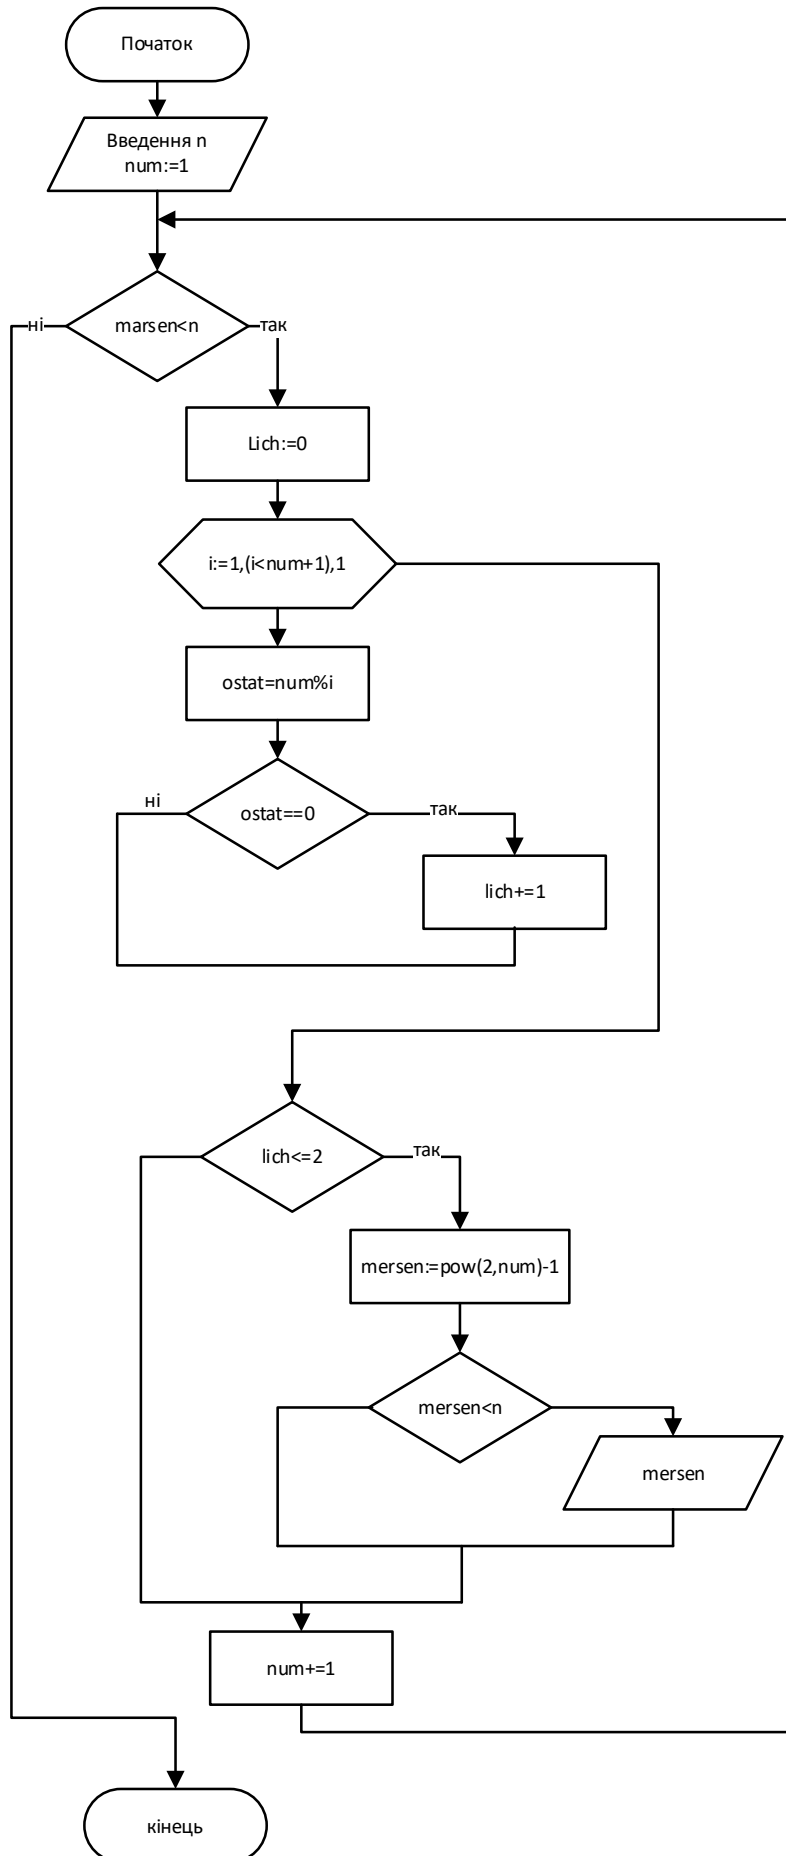 Початок
Введення n
num:=1
marsen<n
ні
так
Lich:=0
i:=1,(i<num+1),1
ostat=num%i
ostat==0
ні
так
lich+=1
lich<=2
так
mersen:=pow(2,num)-1
mersen<n
mersen
num+=1
кінець